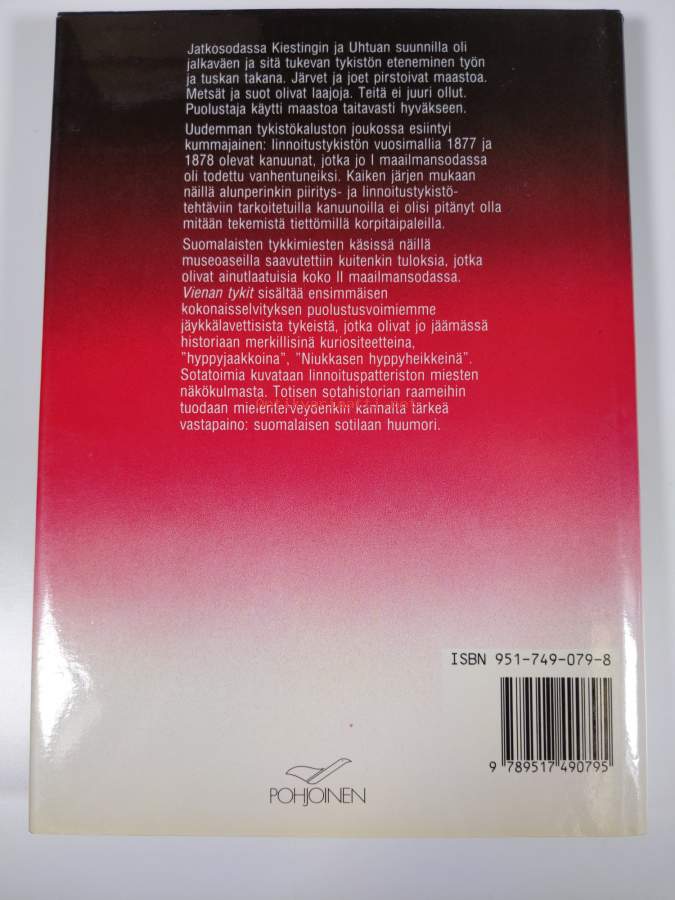 Jatkosodassa Kiestingin ja Uhtuan suunnilla oli
jalkaväen ja sitä tukevan tykistön eteneminen työn
ja tuskan takana. Järvet ja joet pirstoivat maastoa.
Metsät ja suot olivat laajoja. Teitä ei juuri ollut.
Puolustaja käytti maastoa taitavasti hyväkseen.
Uudemman tykistökaluston joukossa esiintyi
kummajainen: linnoitustykistön vuosimallia 1877 ja
1878 olevat kanuunat, jotka jo I maailmansodassa
oli todettu vanhentuneiksi. Kaiken järjen mukaan
näillä alunperinkin piiritys- ja linnoitustykistö-
tehtäviin tarkoitetuilla kanuunoilla ei olisi pitänyt olla
mitään tekemistä tiettömillä korpitaipaleilla.
Suomalaisten tykkimiesten käsissä näillä
museoaseilla saavutettiin kuitenkin tuloksia, jotka
olivat ainutlaatuisia koko II maailmansodassa.
Vienan tykit sisältää ensimmäisen
kokonaisselvityksen puolustusvoimiemme
jäykkälavettisista tykeistä, jotka olivat jo jäämässä
historiaan merkillisinä kuriositeetteina,
"hyppyjaakkoina", "Niukkasen hyppyheikkeinä".
Sotatoimia kuvataan linnoituspatteriston miesten
näkökulmasta. Totisen sotahistorian raameihin
Antikvariaatti.net
tuodaan mielenterveydenkin kannalta tärkeä
vastapaino: suomalaisen sotilaan huumori.
ISBN 951-749-079-8
9 789517 490795
POHJOINEN